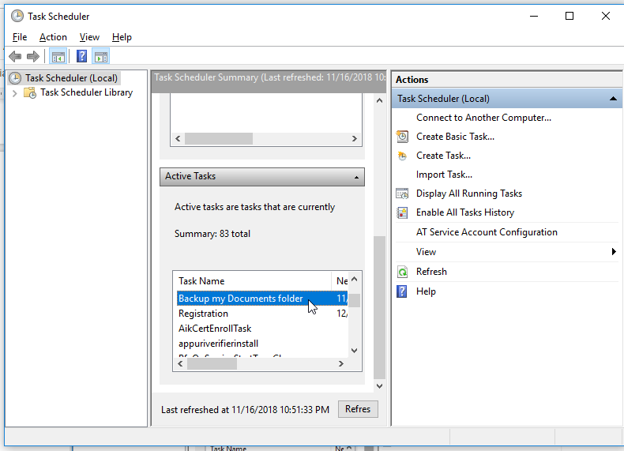 Task Scheduler
File Action View Help
Task Scheduler (Local)
Task Scheduler Library
Task Scheduler Summary (Last refreshed: 11/16/2018 10:
Active Tasks
Active tasks are tasks that are currently
Summary: 83 total
Task Name Ne
Backup my Documents folder 11/
Registration 12/
AikCertEnrollTask
appuriverifierinstall
Last refreshed at 11/16/2018 10:51:33 PM Refres
Actions
Task Scheduler (Local)
Connect to Another Computer...
Create Basic Task...
Create Task...
Import Task...
Display All Running Tasks
Enable All Tasks History
AT Service Account Configuration
View
Refresh
Help
Task Name Ne